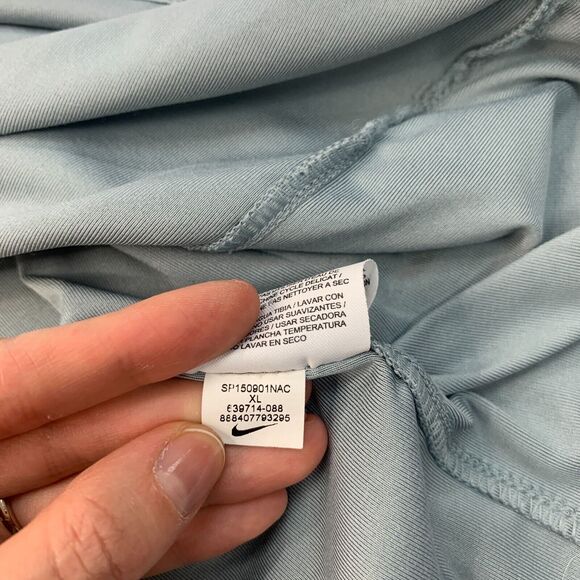 CYCLE DELICAT /
PAS NETTOYER A SEC
TIBIA / LAVAR CON
USAR SUAVIZANTES /
/ USAR SECADORA
PLANCHA TEMPERATURA
LAVAR EN SECO
SP150901NAC
XL
639714-088
888407793295